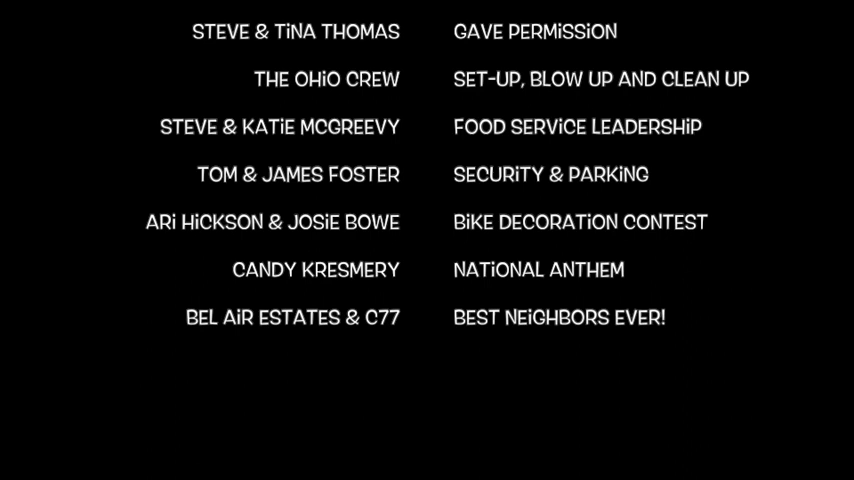 STEVE & TiNA THOMAS GAVE PERMiSSiON
THE OHiO CREW SET-UP, BLOW UP AND CLEAN UP
STEVE & KATiE MCGREEVY FOOD SERViCE LEADERSHiP
TOM & JAMES FOSTER SECURiTY & PARKiNG
ARi HiCKSON & JOSiE BOWE BiKE DECORATiON CONTEST
CANDY KRESMERY NATiONAL ANTHEM
BEL AiR ESTATES & C77 BEST NEiGHBORS EVER!